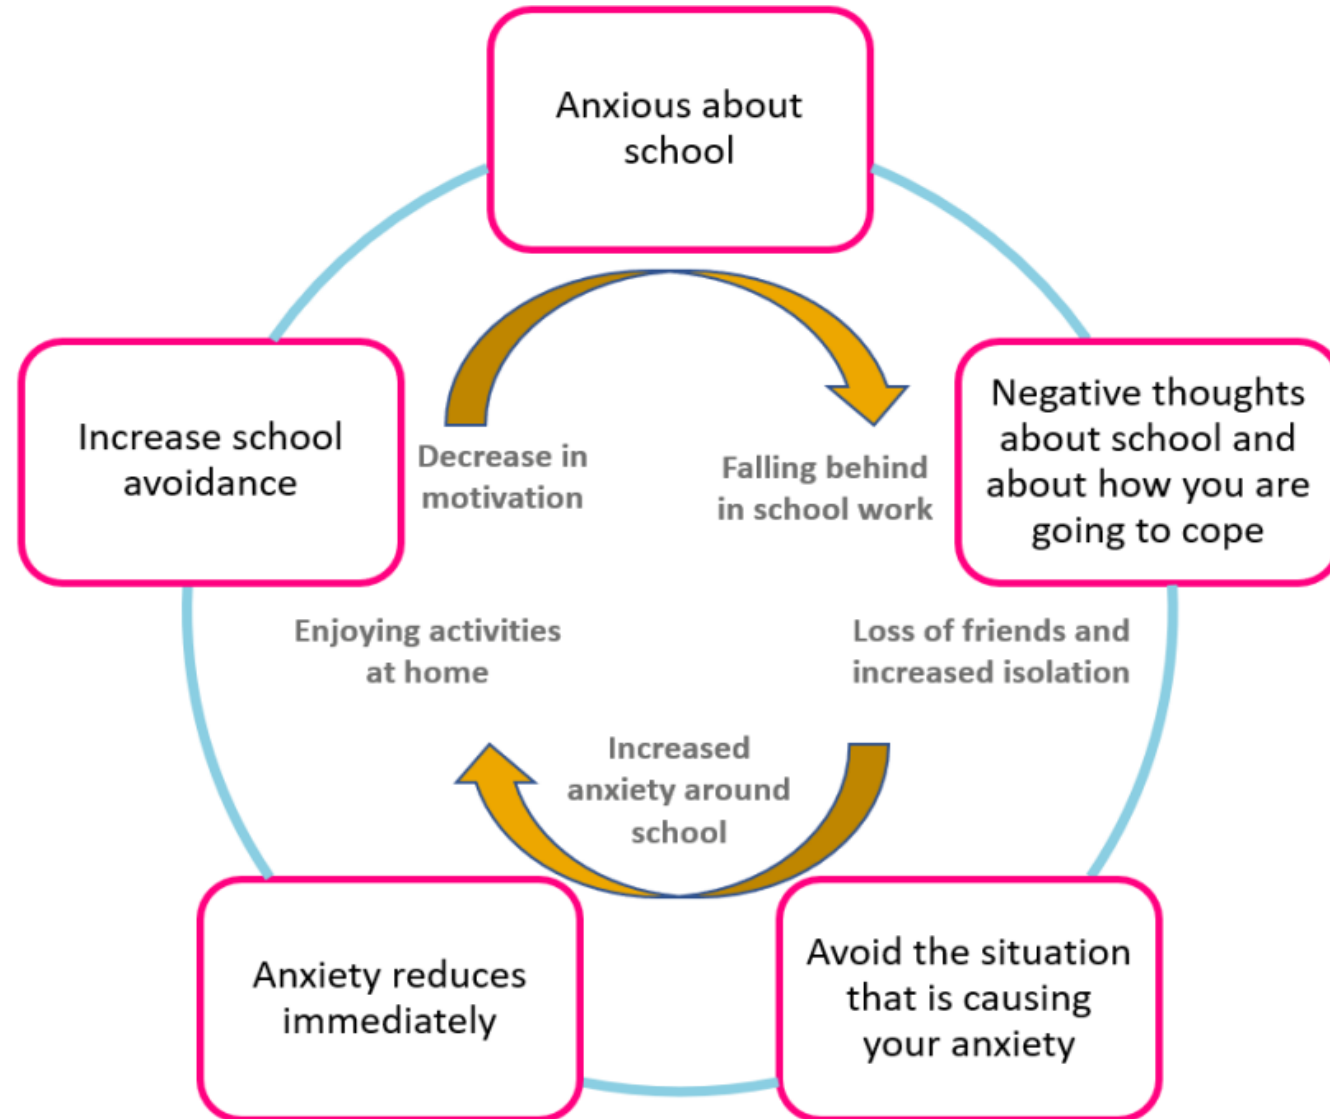 Anxious about
school
Negative thoughts
about school and
about how you are
going to cope
Avoid the situation
that is causing
your anxiety
Anxiety reduces
immediately
Increase school
avoidance
Decrease in
motivation
Falling behind
in school work
Loss of friends and
increased isolation
Increased
anxiety around
school
Enjoying activities
at home